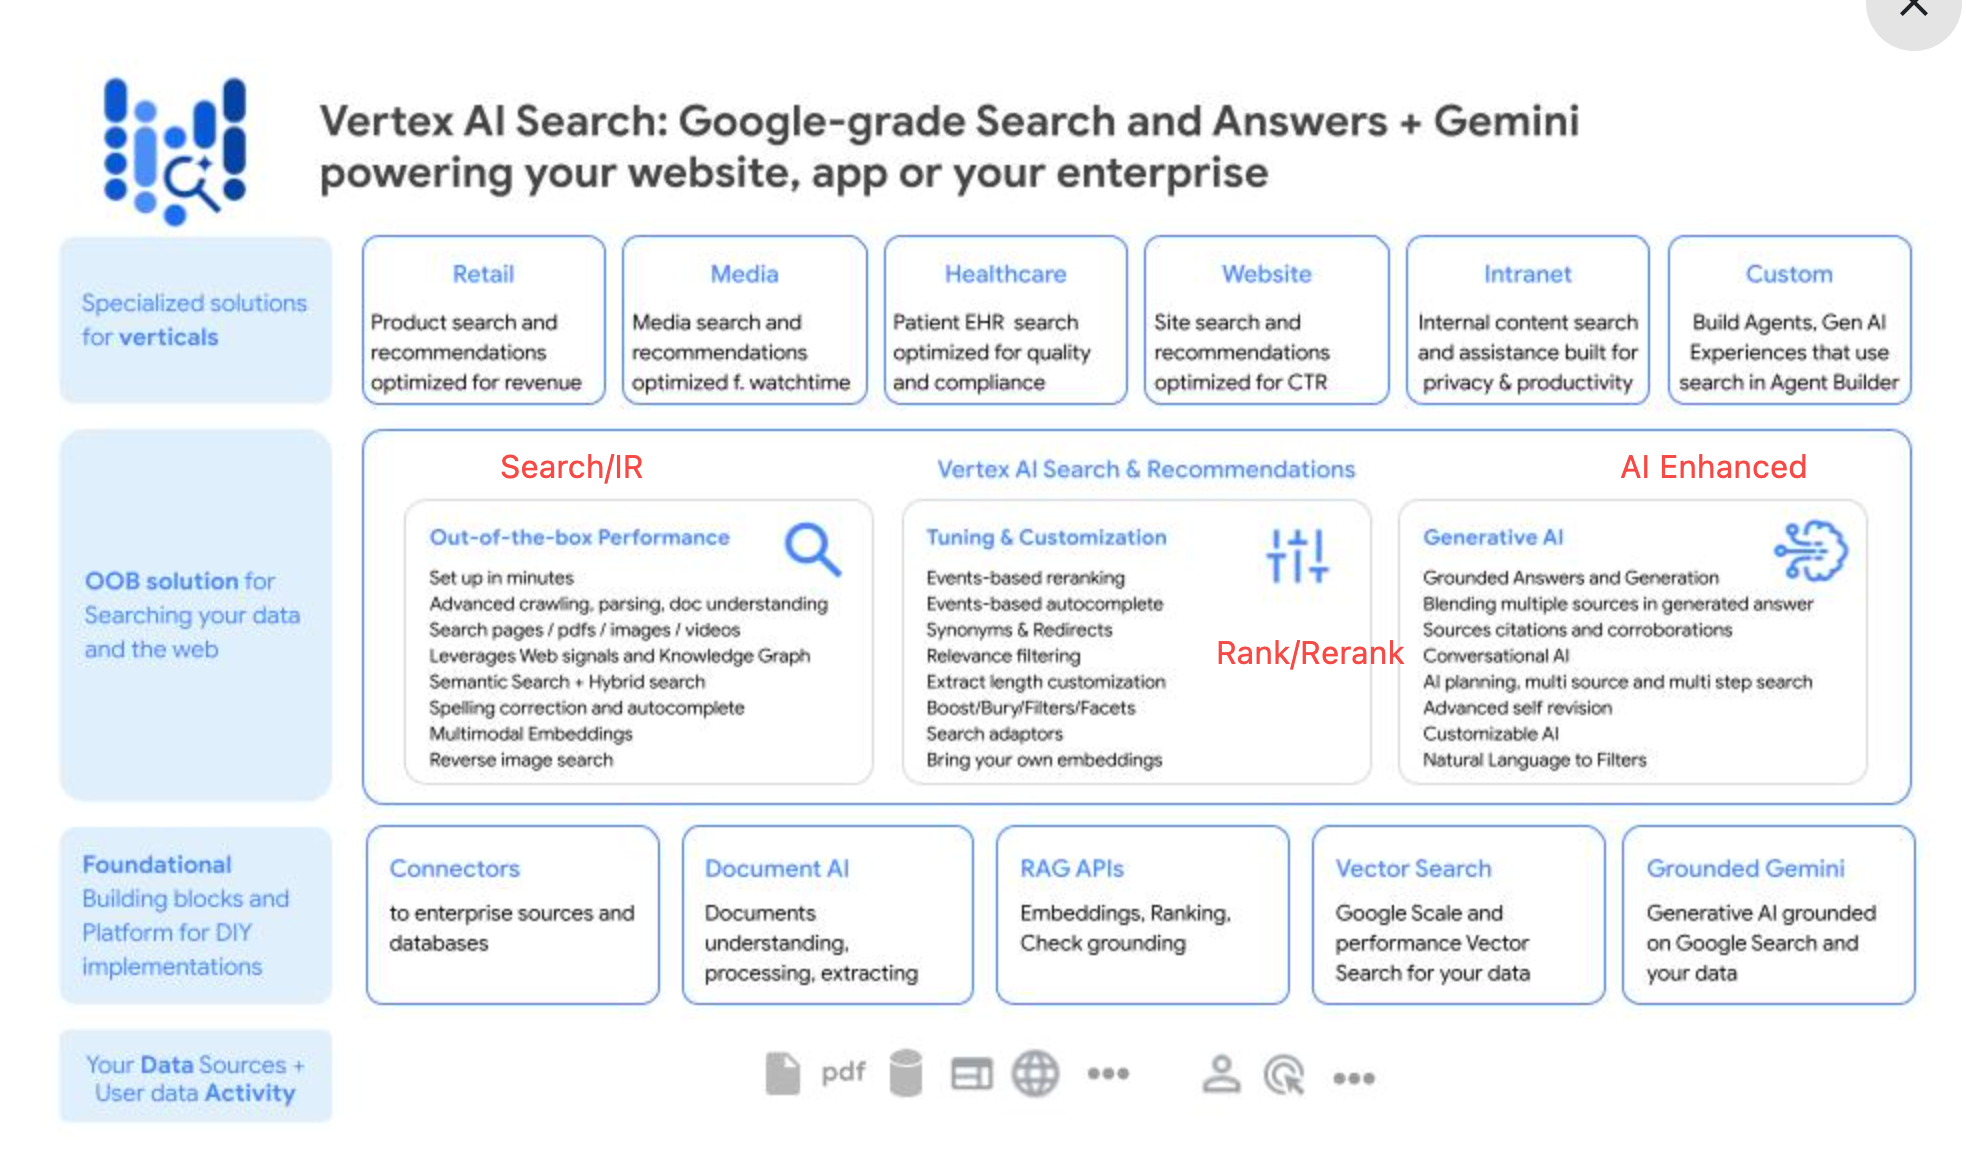 Vertex AI Search: Google-grade Search and Answers + Gemini
powering your website, app or your enterprise
Specialized solutions
for verticals
Retail
Product search and
recommendations
optimized for revenue
Media
Media search and
recommendations
optimized f. watchtime
Healthcare
Patient EHR search
optimized for quality
and compliance
Website
Site search and
recommendations
optimized for CTR
Intranet
Internal content search
and assistance built for
privacy & productivity
Custom
Build Agents, Gen AI
Experiences that use
search in Agent Builder
OOB solution for
Searching your data
and the web
Search/IR
Vertex AI Search & Recommendations
AI Enhanced
Out-of-the-box Performance
Set up in minutes
Advanced crawling, parsing, doc understanding
Search pages / pdfs / images / videos
Leverages Web signals and Knowledge Graph
Semantic Search + Hybrid search
Spelling correction and autocomplete
Multimodal Embeddings
Reverse image search
Tuning & Customization
Events-based reranking
Events-based autocomplete
Synonyms & Redirects
Relevance filtering
Extract length customization
Boost/Bury/Filters/Facets
Search adaptors
Bring your own embeddings
Rank/Rerank
Generative AI
Grounded Answers and Generation
Blending multiple sources in generated answer
Sources citations and corroborations
Conversational AI
AI planning, multi source and multi step search
Advanced self revision
Customizable AI
Natural Language to Filters
Foundational
Building blocks and
Platform for DIY
implementations
Connectors
to enterprise sources and
databases
Document AI
Documents
understanding,
processing, extracting
RAG APIs
Embeddings, Ranking,
Check grounding
Vector Search
Google Scale and
performance Vector
Search for your data
Grounded Gemini
Generative AI grounded
on Google Search and
your data
Your Data Sources +
User data Activity
pdf